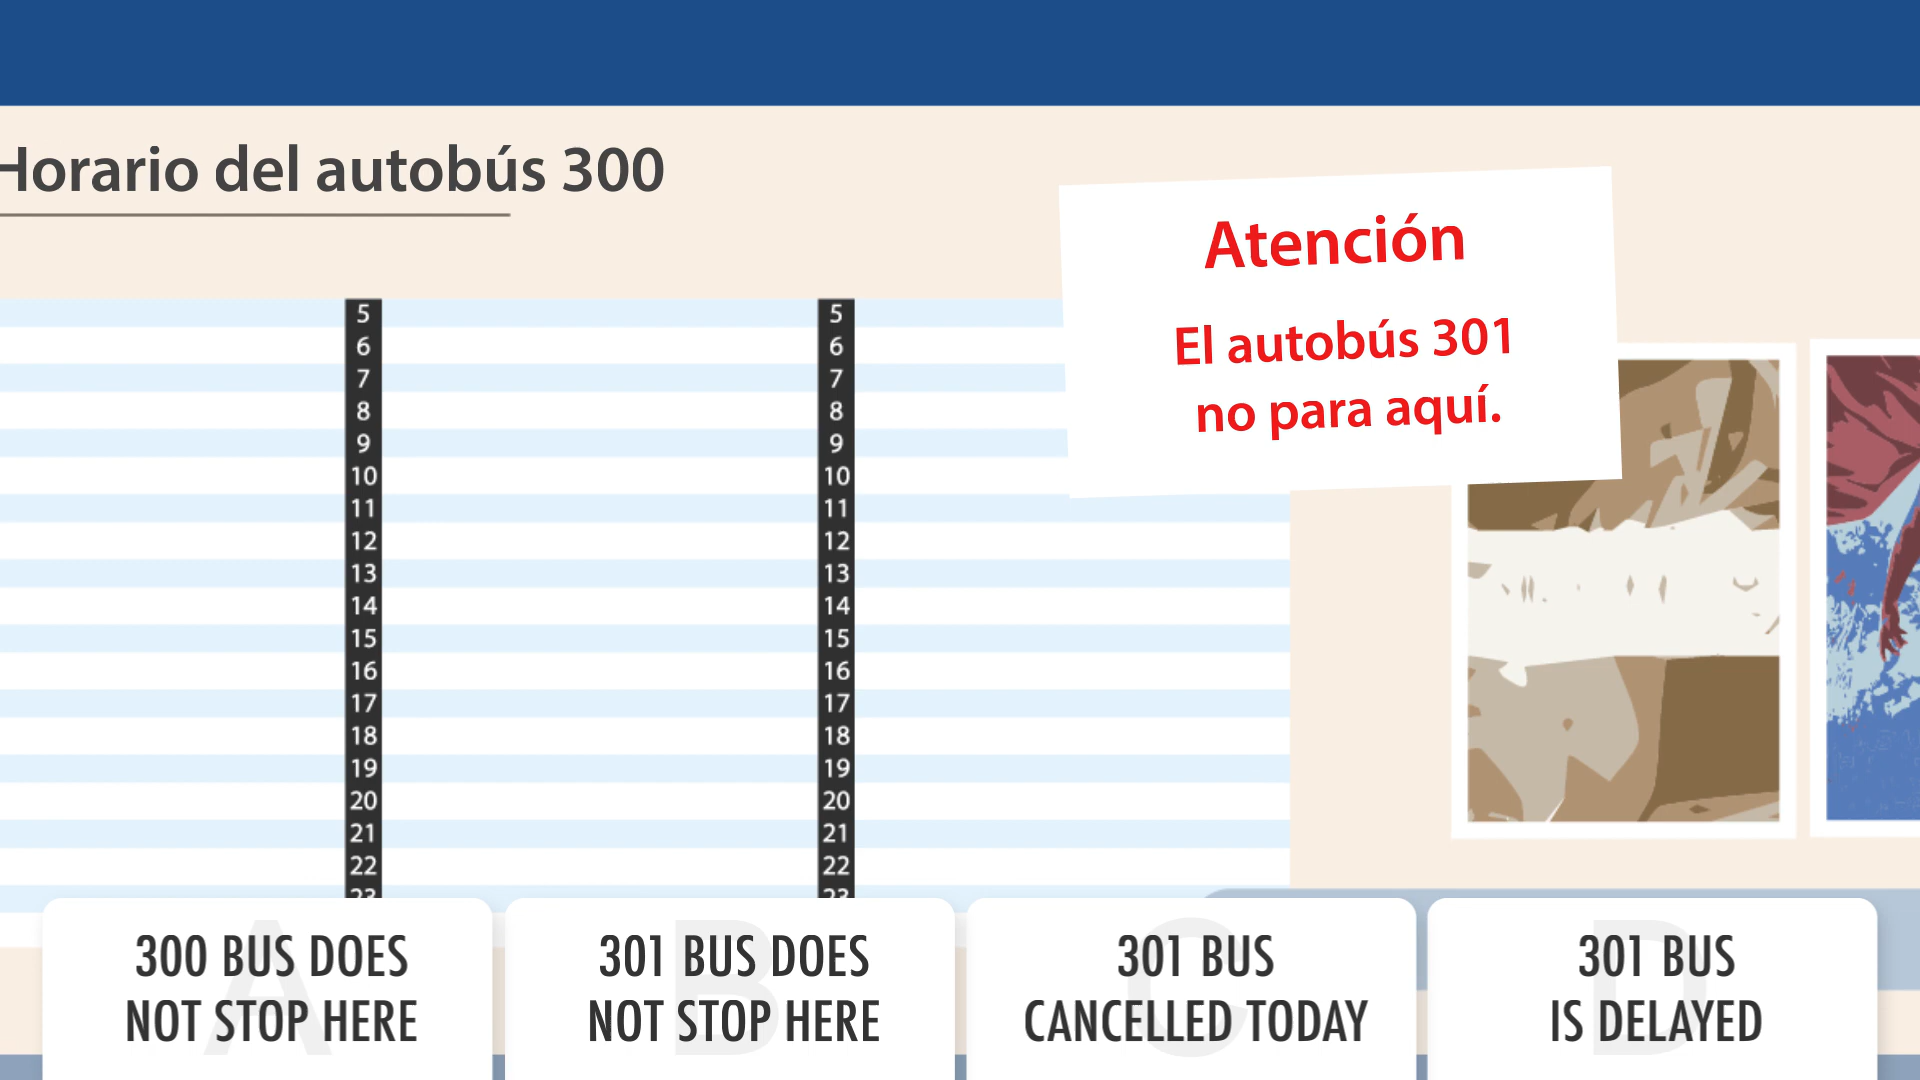 Horario del autobús 300
Atención
El autobús 301
no para aquí.
5
6
7
8
9
10
11
12
13
14
15
16
17
18
19
20
21
22
23
5
6
7
8
9
10
11
12
13
14
15
16
17
18
19
20
21
22
23
A
300 BUS DOES
NOT STOP HERE
B
301 BUS DOES
NOT STOP HERE
C
301 BUS
CANCELLED TODAY
D
301 BUS
IS DELAYED